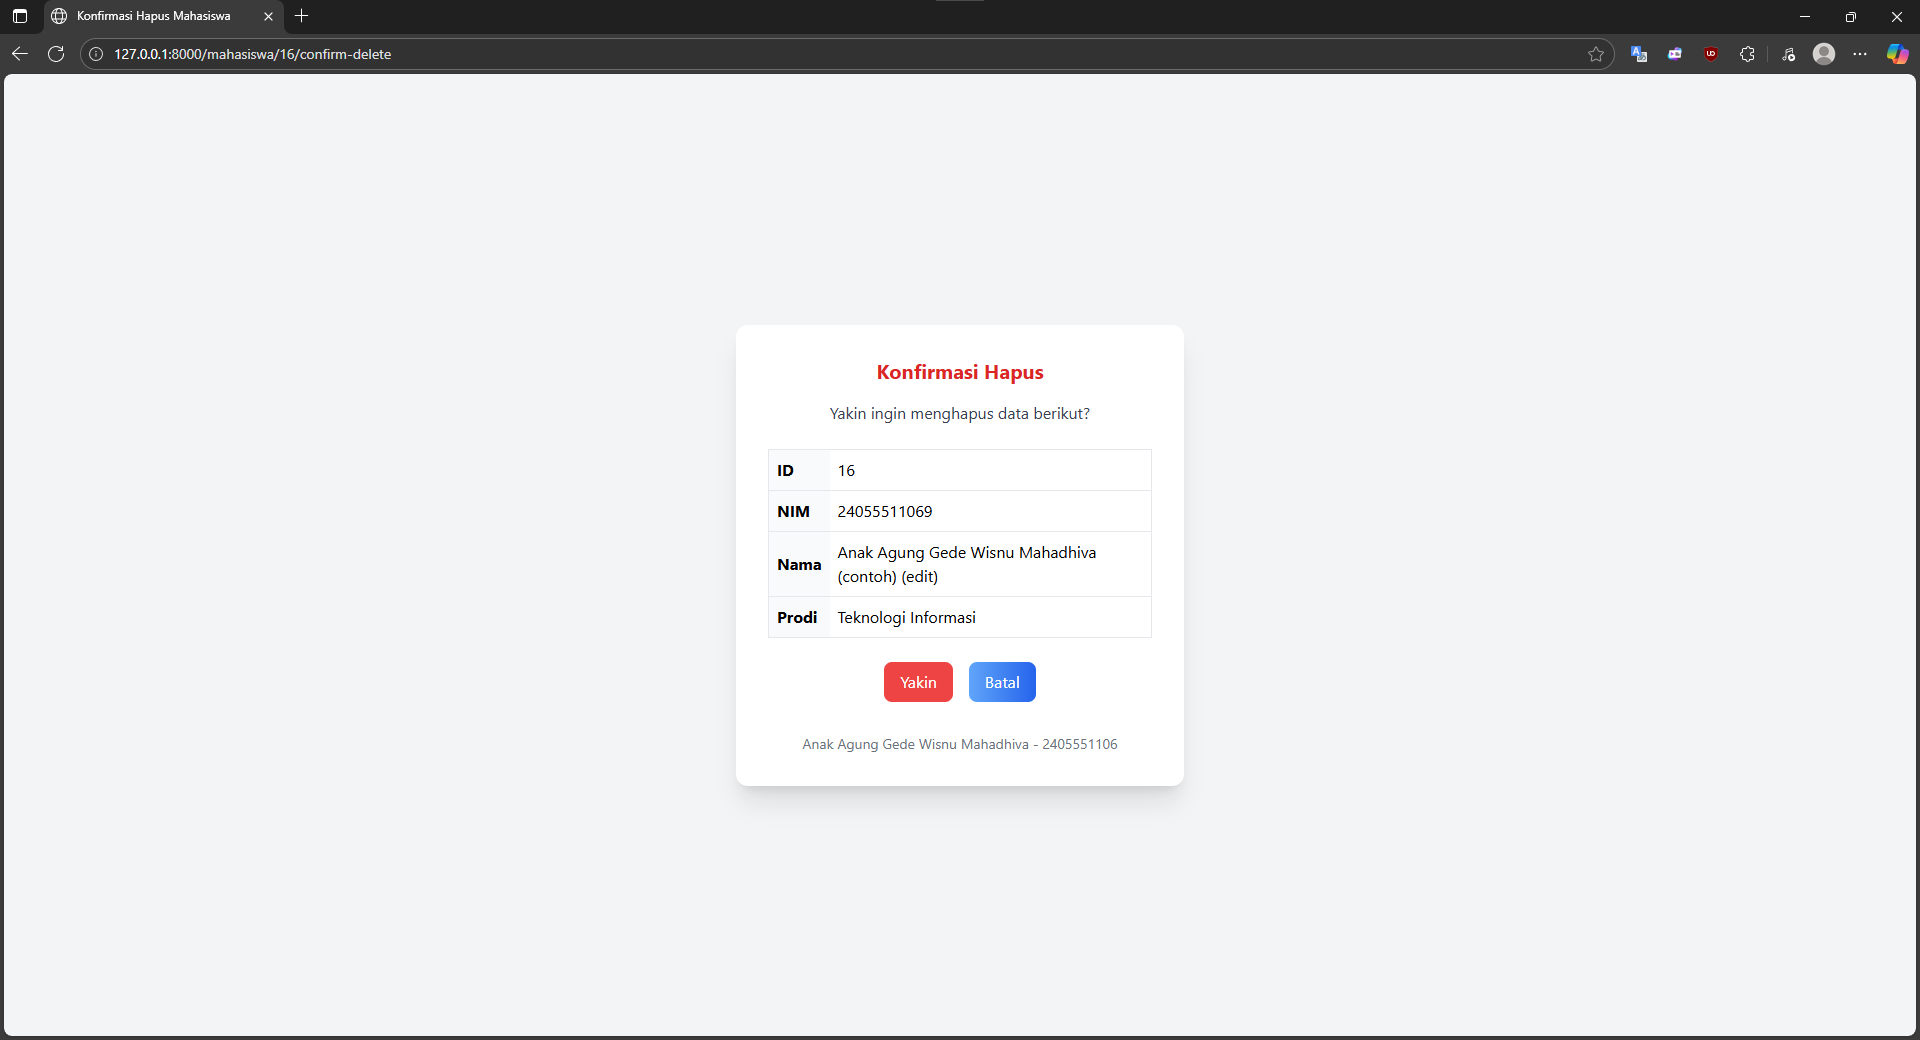 Konfirmasi Hapus Mahasiswa
127.0.0.1:8000/mahasiswa/16/confirm-delete
Konfirmasi Hapus
Yakin ingin menghapus data berikut?
ID 16
NIM 24055511069
Nama Anak Agung Gede Wisnu Mahadhiva
(contoh) (edit)
Prodi Teknologi Informasi
Yakin Batal
Anak Agung Gede Wisnu Mahadhiva - 2405551106